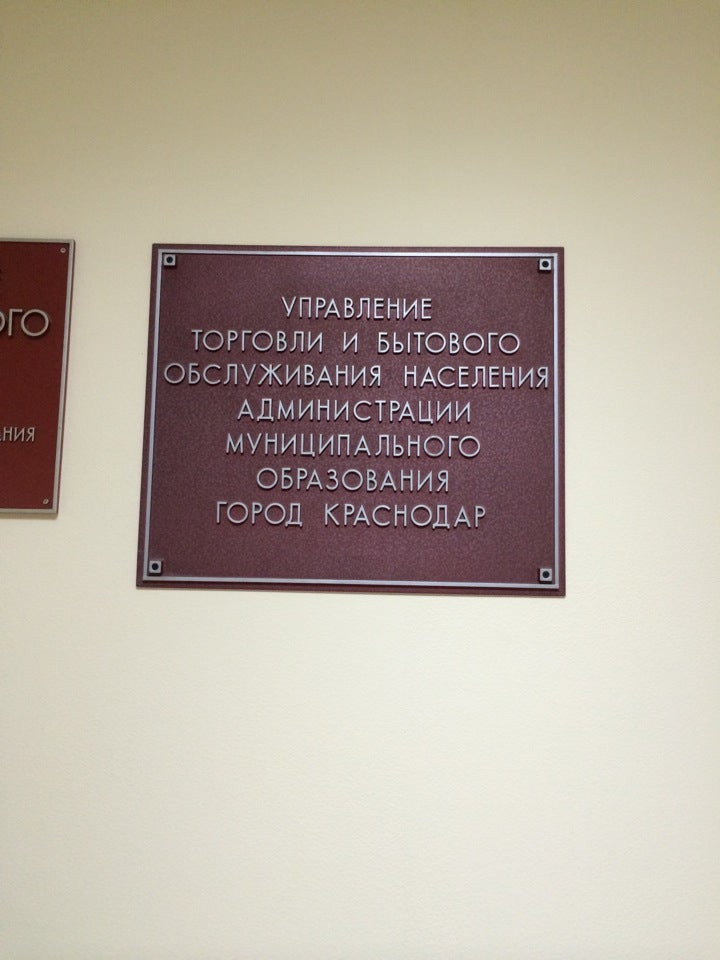 УПРАВЛЕНИЕ
ТОРГОВЛИ И БЫТОВОГО
ОБСЛУЖИВАНИЯ НАСЕЛЕНИЯ
АДМИНИСТРАЦИИ
МУНИЦИПАЛЬНОГО
ОБРАЗОВАНИЯ
ГОРОД КРАСНОДАР